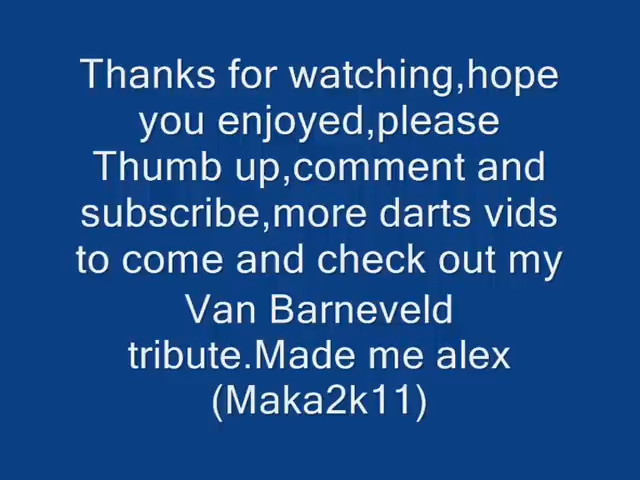 Thanks for watching,hope
you enjoyed,please
Thumb up,comment and
subscribe,more darts vids
to come and check out my
Van Barneveld
tribute.Made me alex
(Maka2k11)